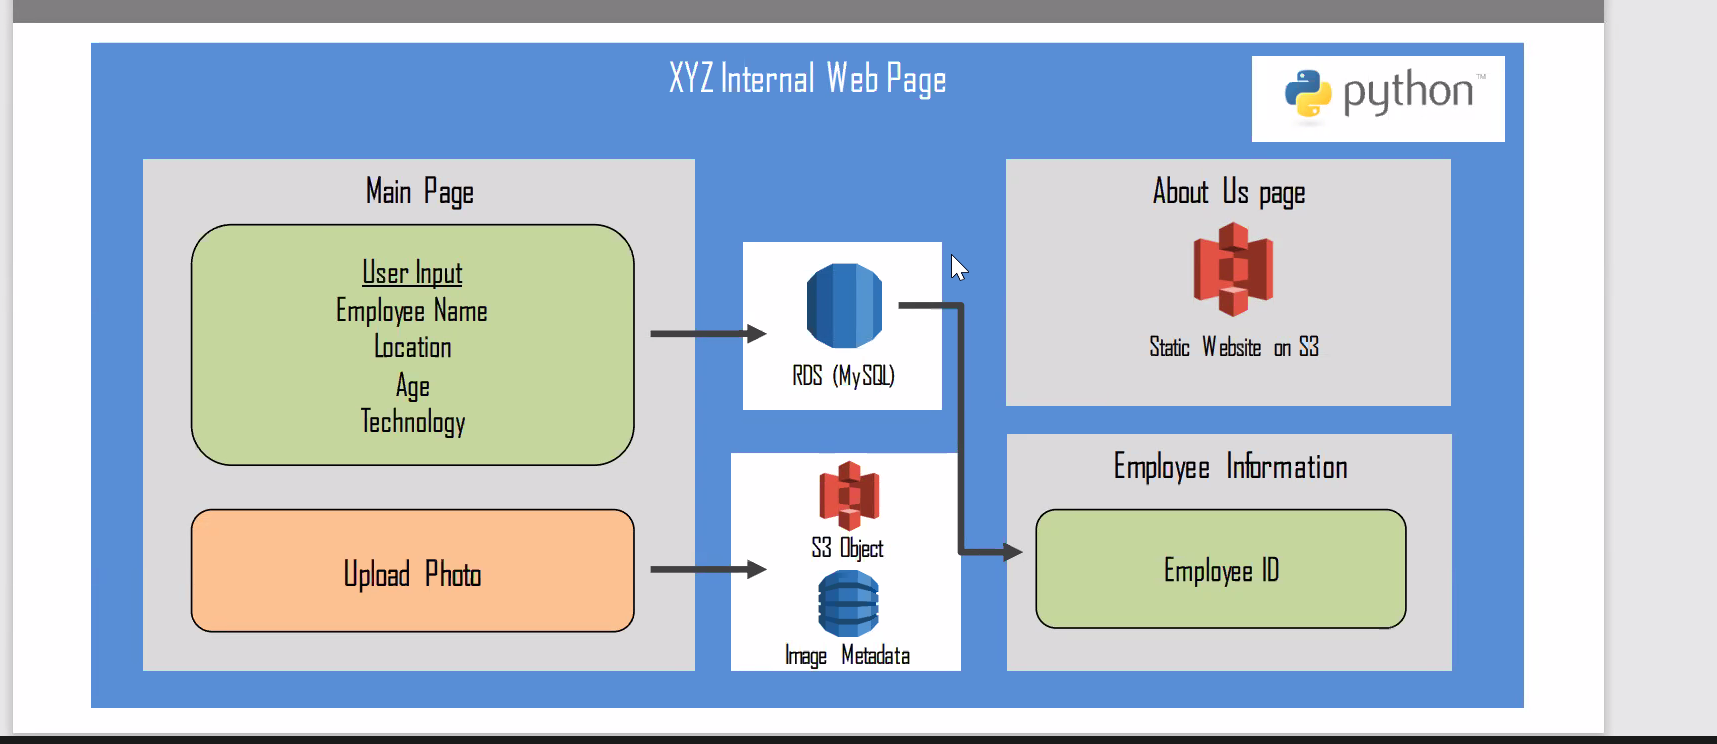 XYZ Internal Web Page
python™
Main Page
User Input
Employee Name
Location
Age
Technology
Upload Photo
RDS (MySQL)
S3 Object
Image Metadata
About Us page
Static Website on S3
Employee Information
Employee ID